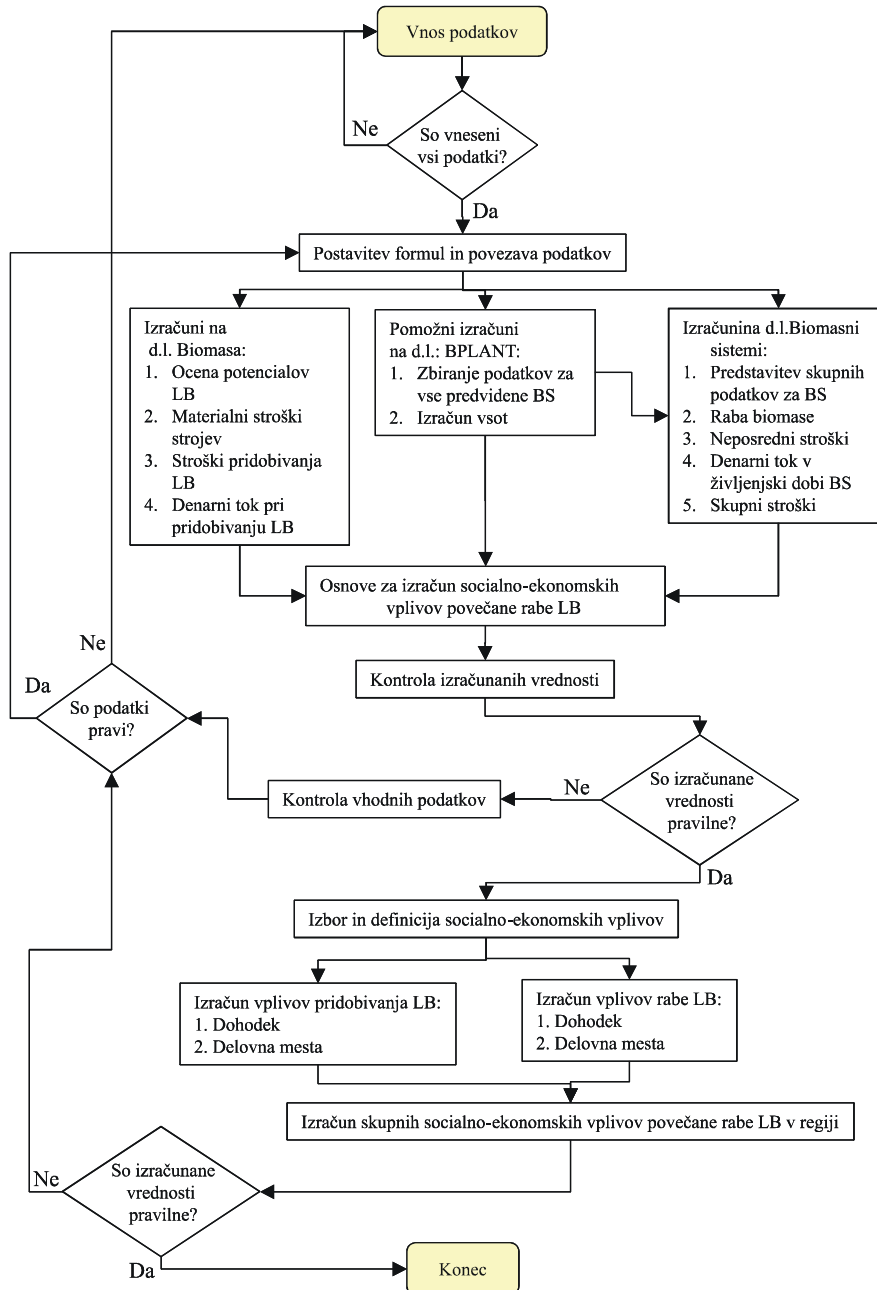 Vnos podatkov
Ne
So vneseni
vsi podatki?
Da
Postavitev formul in povezava podatkov
Izračuni na
d.l. Biomasa:
1. Ocena potencialov
LB
2. Materialni stroški
strojev
3. Stroški pridobivanja
LB
4. Denarni tok pri
pridobivanju LB
Pomožni izračuni
na d.l.: BPLANT:
1. Zbiranje podatkov za
vse predvidene BS
2. Izračun vsot
Izračunina d.l.Biomasni
sistemi:
1. Predstavitev skupnih
podatkov za BS
2. Raba biomase
3. Neposredni stroški
4. Denarni tok v
življenjski dobi BS
5. Skupni stroški
Osnove za izračun socialno-ekonomskih
vplivov povečane rabe LB
Ne
Kontrola izračunanih vrednosti
Da
So podatki
pravi?
Kontrola vhodnih podatkov
Ne
So izračunane
vrednosti
pravilne?
Da
Izbor in definicija socialno-ekonomskih vplivov
Izračun vplivov pridobivanja LB:
1. Dohodek
2. Delovna mesta
Izračun vplivov rabe LB:
1. Dohodek
2. Delovna mesta
Izračun skupnih socialno-ekonomskih vplivov povečane rabe LB v regiji
Ne
So izračunane
vrednosti
pravilne?
Da
Konec